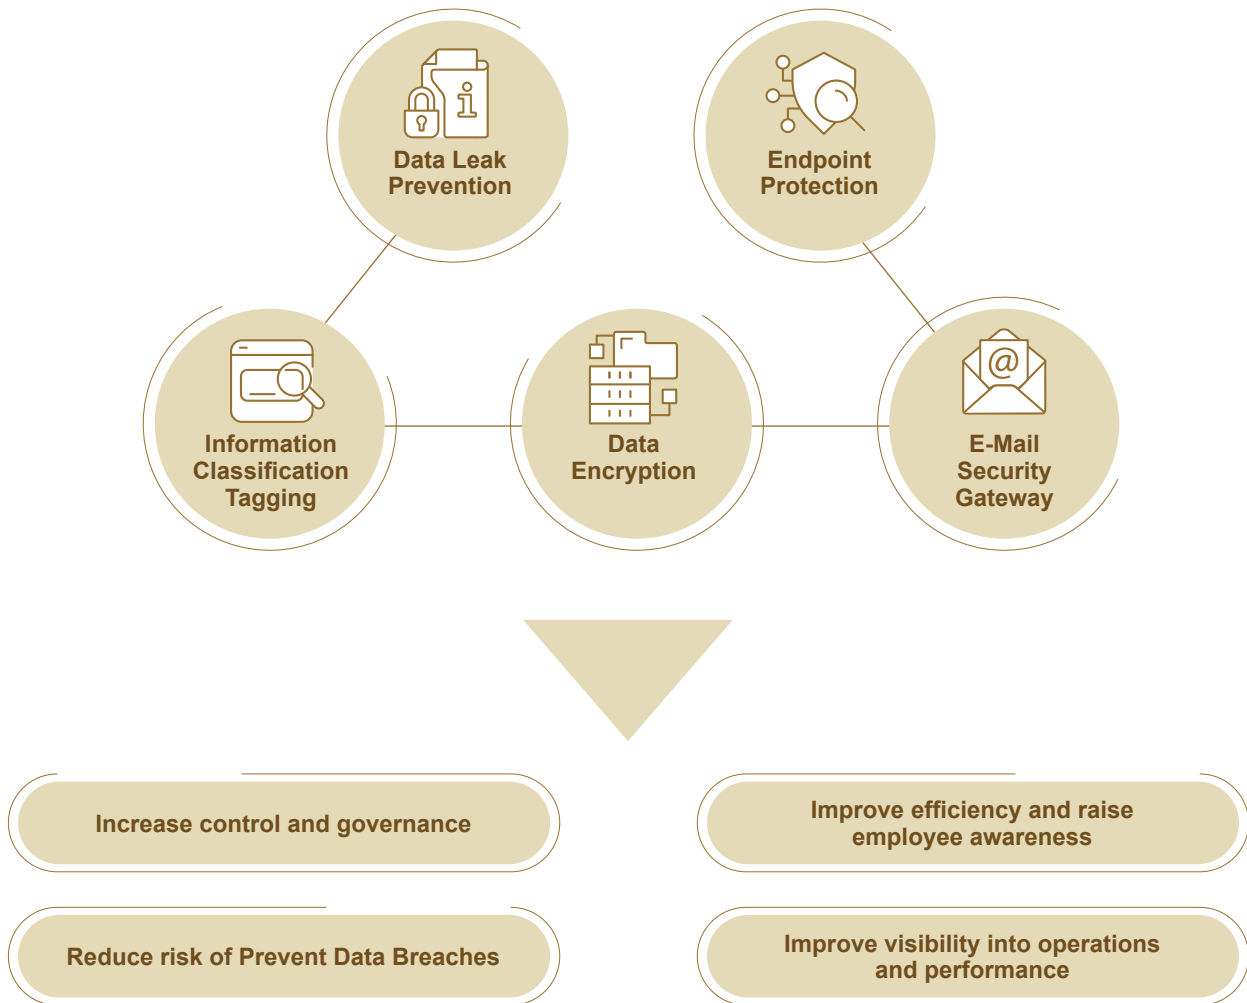 Data Leak
Prevention
Endpoint
Protection
Information
Classification
Tagging
Data
Encryption
E-Mail
Security
Gateway
Increase control and governance
Improve efficiency and raise
employee awareness
Reduce risk of Prevent Data Breaches
Improve visibility into operations
and performance